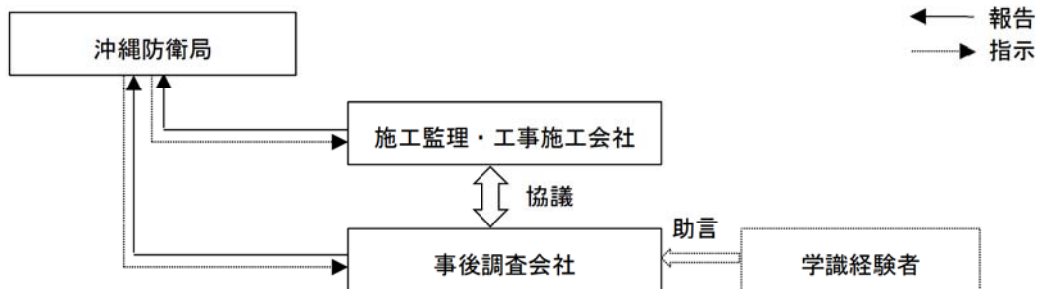 報告
指示
沖縄防衛局
施工監理・工事施工会社
協議
助言
事後調査会社
学識経験者